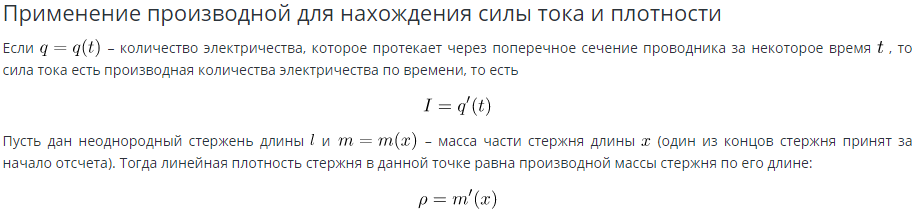 Применение производной для нахождения силы тока и плотности
Если q = q(t) – количество электричества, которое протекает через поперечное сечение проводника за некоторое время t , то
сила тока есть производная количества электричества по времени, то есть
I = q′(t)
Пусть дан неоднородный стержень длины l и m = m(x) – масса части стержня длины x (один из концов стержня принят за
начало отсчета). Тогда линейная плотность стержня в данной точке равна производной массы стержня по его длине:
ρ = m′(x)